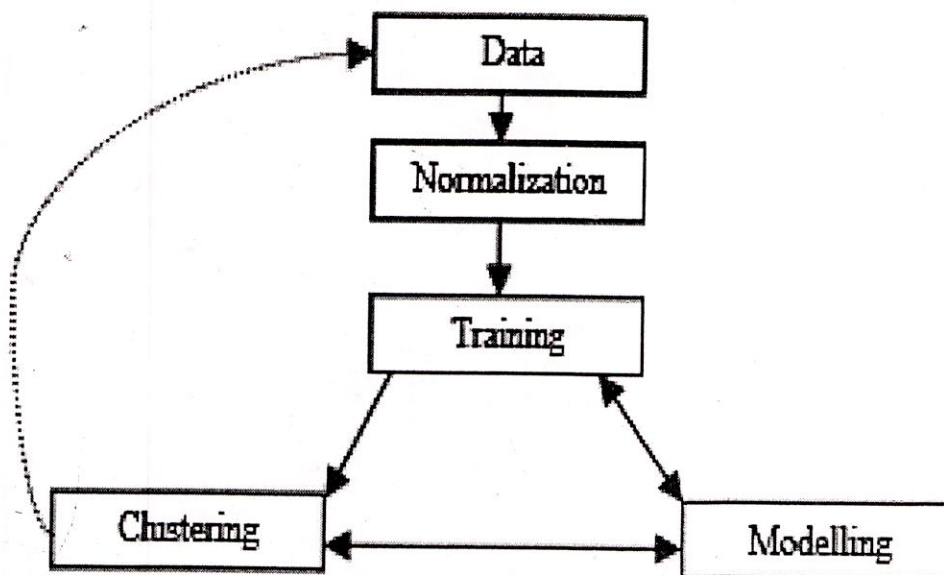 Data
Normalization
Training
Clustering
Modelling